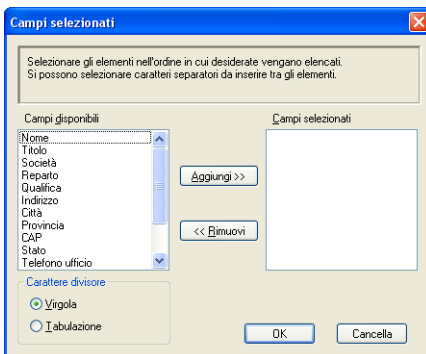 Campi selezionati
Selezionare gli elementi nell'ordine in cui desiderate vengano elencati.
Si possono selezionare caratteri separatori da inserire tra gli elementi.
Campi disponibili
Campi selezionati
Nome
Titolo
Società
Reparto
Qualifica
Indirizzo
Città
Provincia
CAP
Stato
Telefono ufficio
Aggiungi >>
<< Rimuovi
Carattere divisore
Virgola
Tabulazione
OK
Cancella